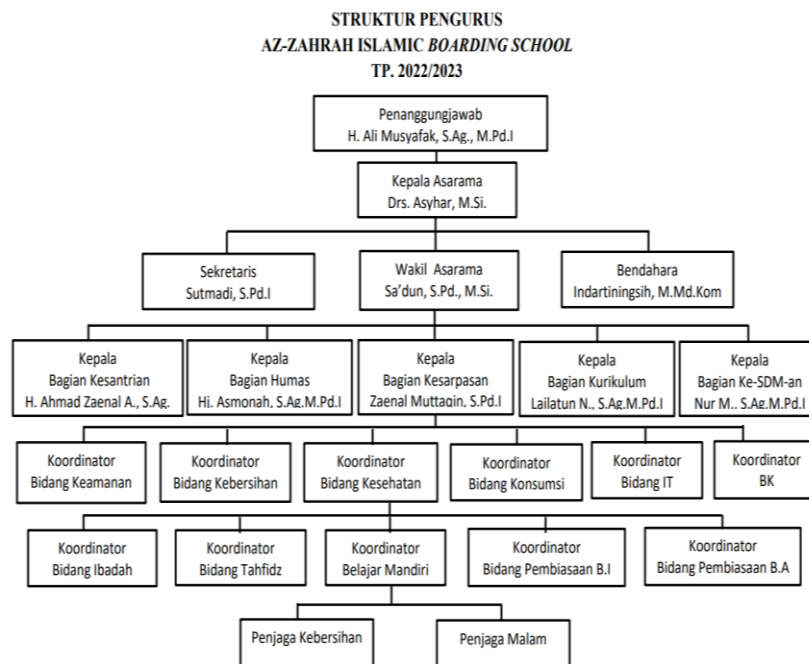 STRUKTUR PENGURUS
AZ-ZAHRAH ISLAMIC BOARDING SCHOOL
TP. 2022/2023
Penanggungjawab
H. Ali Musyafak, S.Ag., M.Pd.I
Kepala Asarama
Drs. Asyhar, M.Si.
Sekretaris
Sutmadi, S.Pd.I
Wakil Asarama
Sa'dun, S.Pd., M.Si.
Bendahara
Indartiningsih, M.Md.Kom
Kepala
Bagian Kesantrian
H. Ahmad Zaenal A., S.Ag.
Kepala
Bagian Humas
Hj. Asmonah, S.Ag.M.Pd.I
Kepala
Bagian Kesarpasan
Zaenal Muttaqin, S.Pd.I
Kepala
Bagian Kurikulum
Lailatun N., S.Ag.M.Pd.I
Kepala
Bagian Ke-SDM-an
Nur M., S.Ag.M.Pd.I
Koordinator
Bidang Keamanan
Koordinator
Bidang Kebersihan
Koordinator
Bidang Kesehatan
Koordinator
Bidang Konsumsi
Koordinator
Bidang IT
Koordinator
BK
Koordinator
Bidang Ibadah
Koordinator
Bidang Tahfidz
Koordinator
Belajar Mandiri
Koordinator
Bidang Pembiasaan B.I
Koordinator
Bidang Pembiasaan B.A
Penjaga Kebersihan
Penjaga Malam